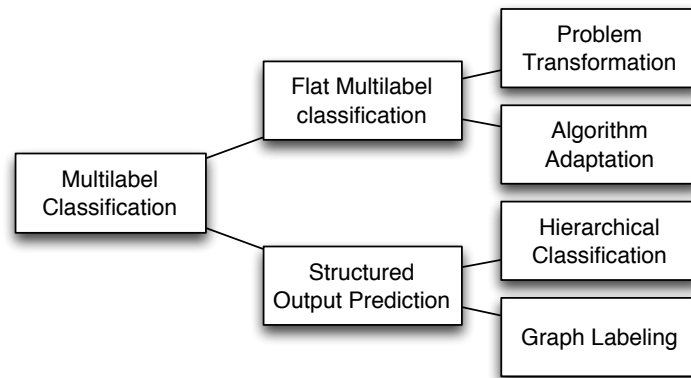 Multilabel
Classification
Flat Multilabel
classification
Problem
Transformation
Algorithm
Adaptation
Structured
Output Prediction
Hierarchical
Classification
Graph Labeling